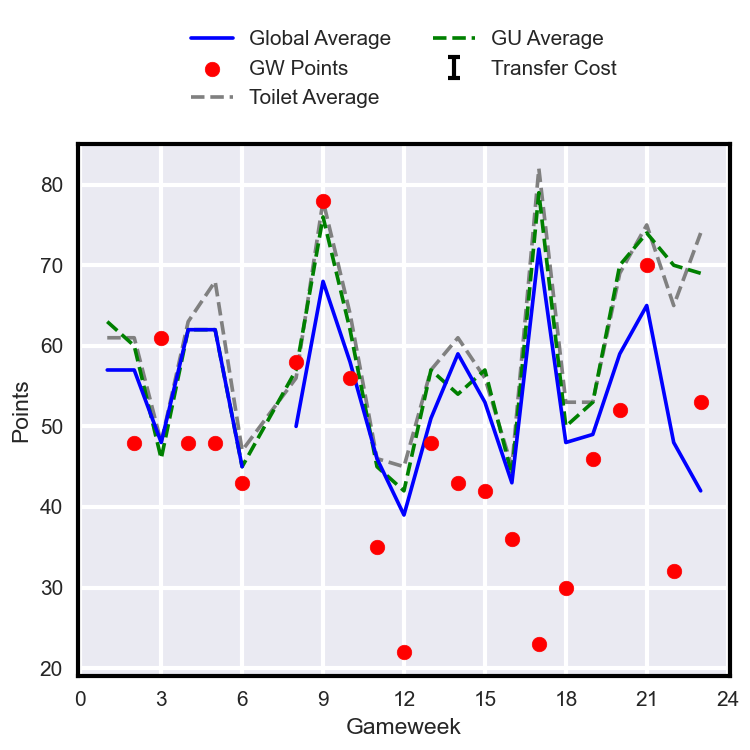 Global Average
GW Points
Toilet Average
GU Average
Transfer Cost
80
70
60
50
40
30
20
Points
0 3 6 9 12 15 18 21 24
Gameweek